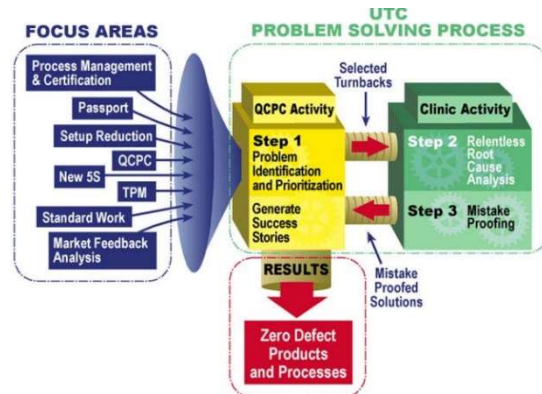 UTC
FOCUS AREAS
PROBLEM SOLVING PROCESS
Process Management
& Certification
Passport
Setup Reduction
QCPC
New 5S
TPM
Standard Work
Market Feedback
Analysis
Selected
Turnbacks
QCPC Activity
Clinic Activity
Step 1
Problem
Identification
and Prioritization
Generate
Success
Stories
Step 2
Relentless
Root
Cause
Analysis
Step 3
Mistake
Proofing
RESULTS
Mistake
Proofed
Solutions
Zero Defect
Products
and Processes